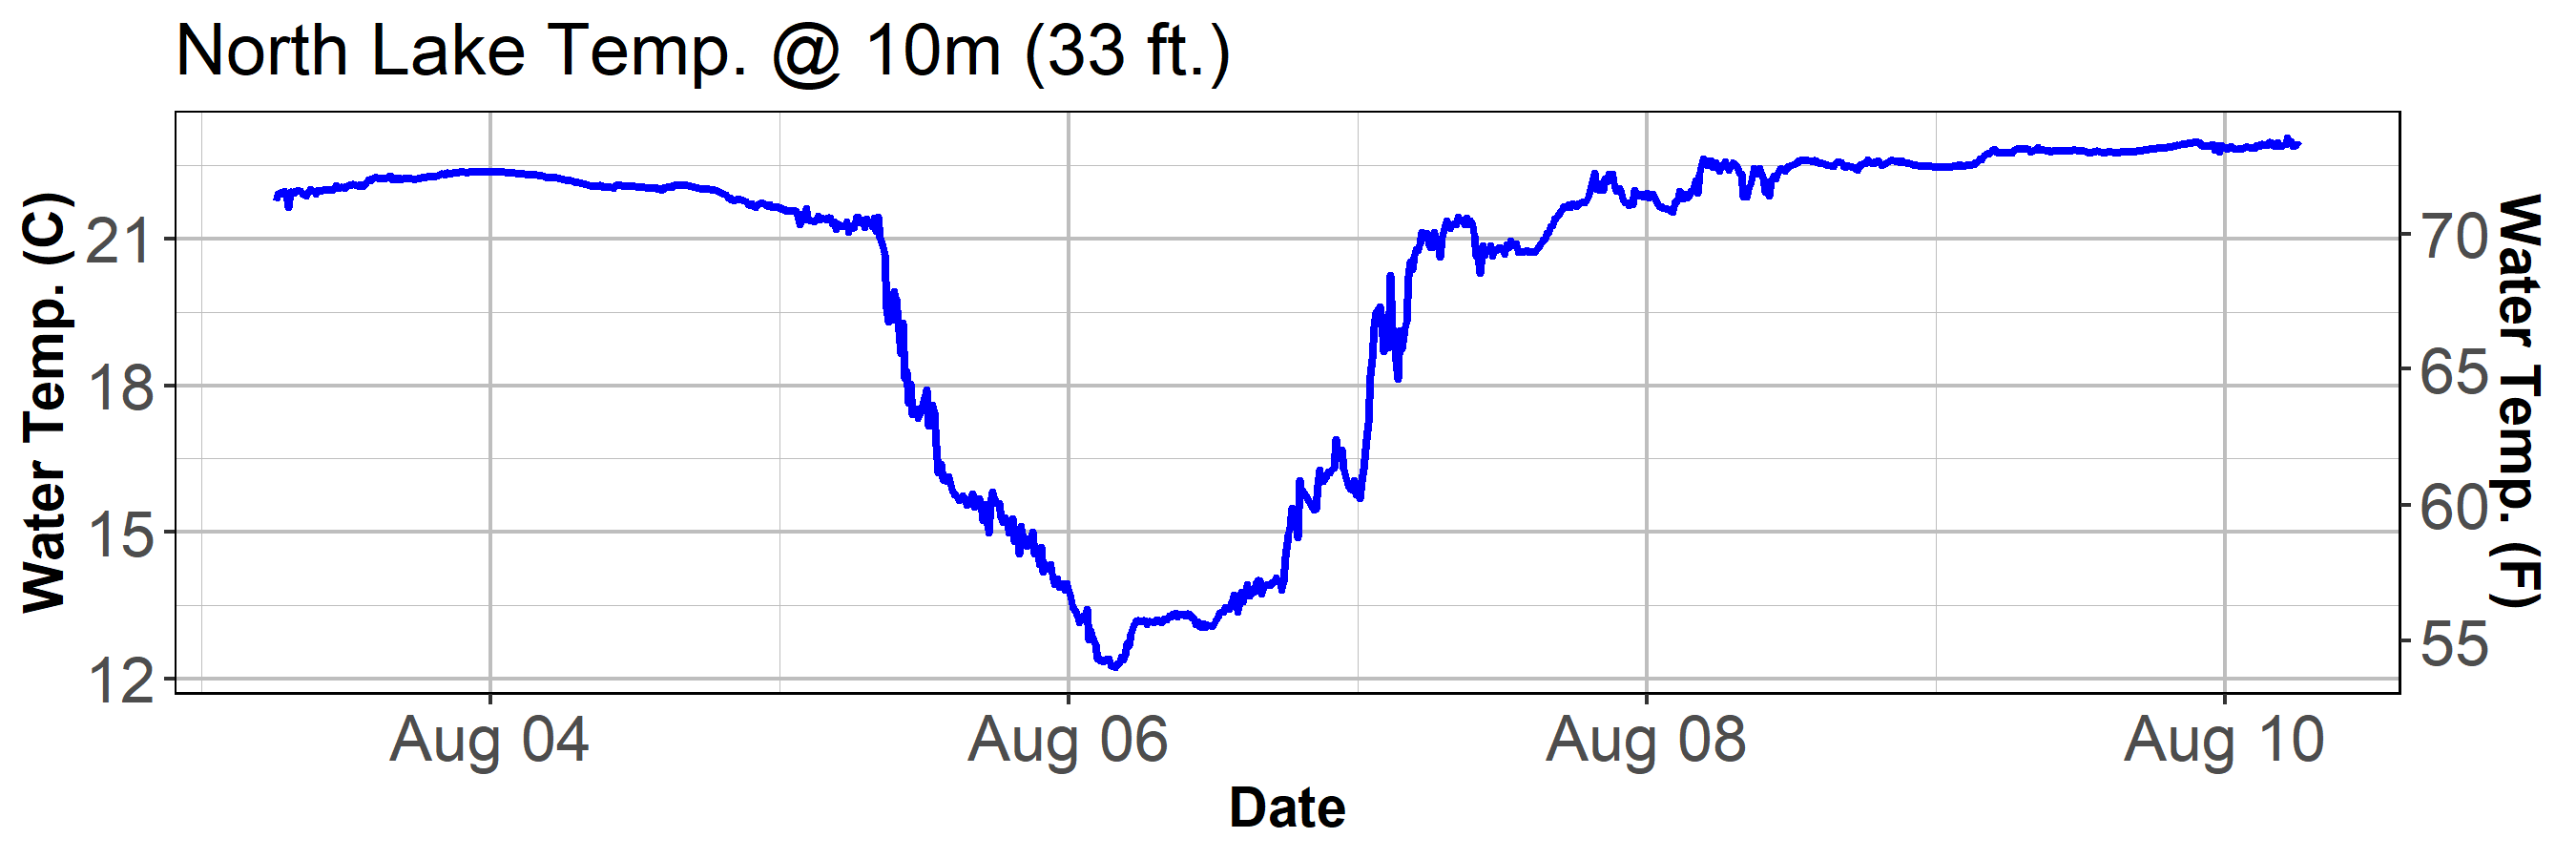 North Lake Temp. @ 10m (33 ft.)
Water Temp. (C)
21
18
15
12
70
65
60
55
Water Temp. (F)
Aug 04
Aug 06
Aug 08
Aug 10
Date